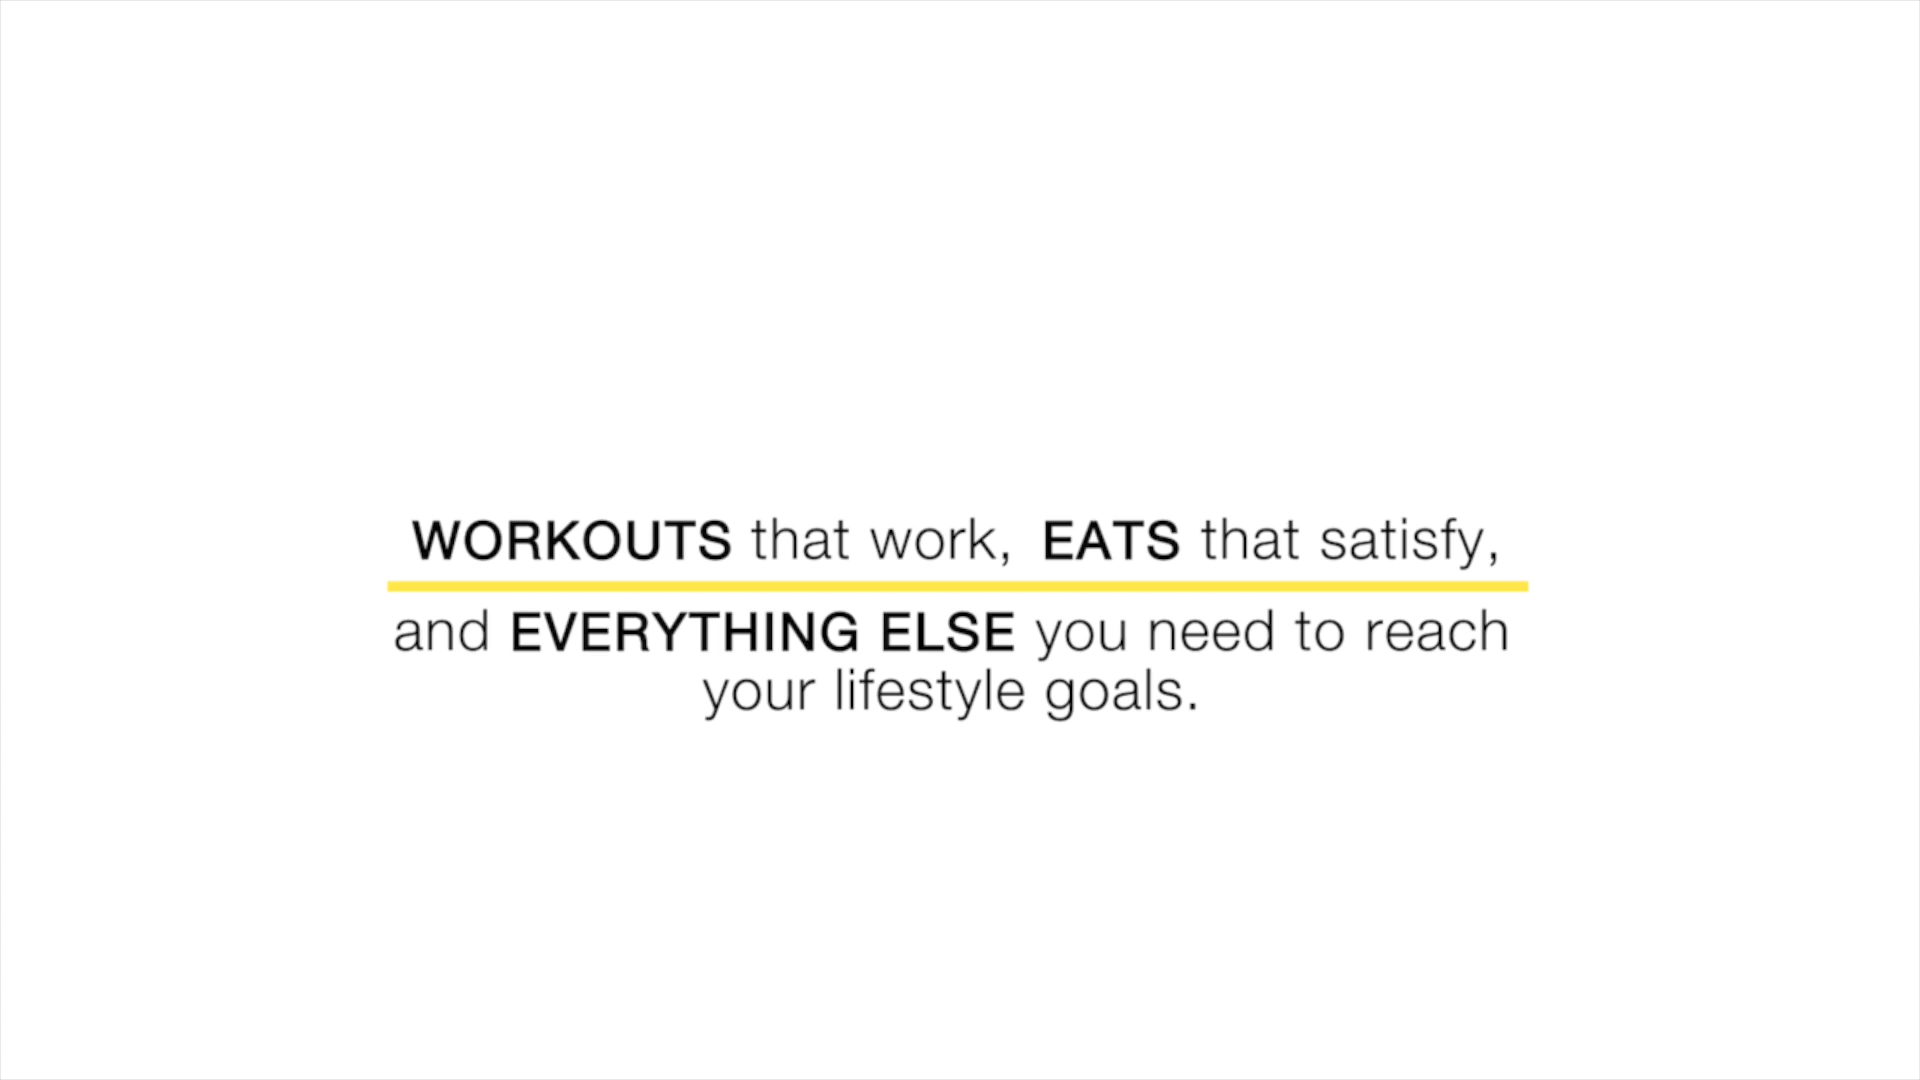 WORKOUTS that work, EATS that satisfy,
and EVERYTHING ELSE you need to reach
your lifestyle goals.